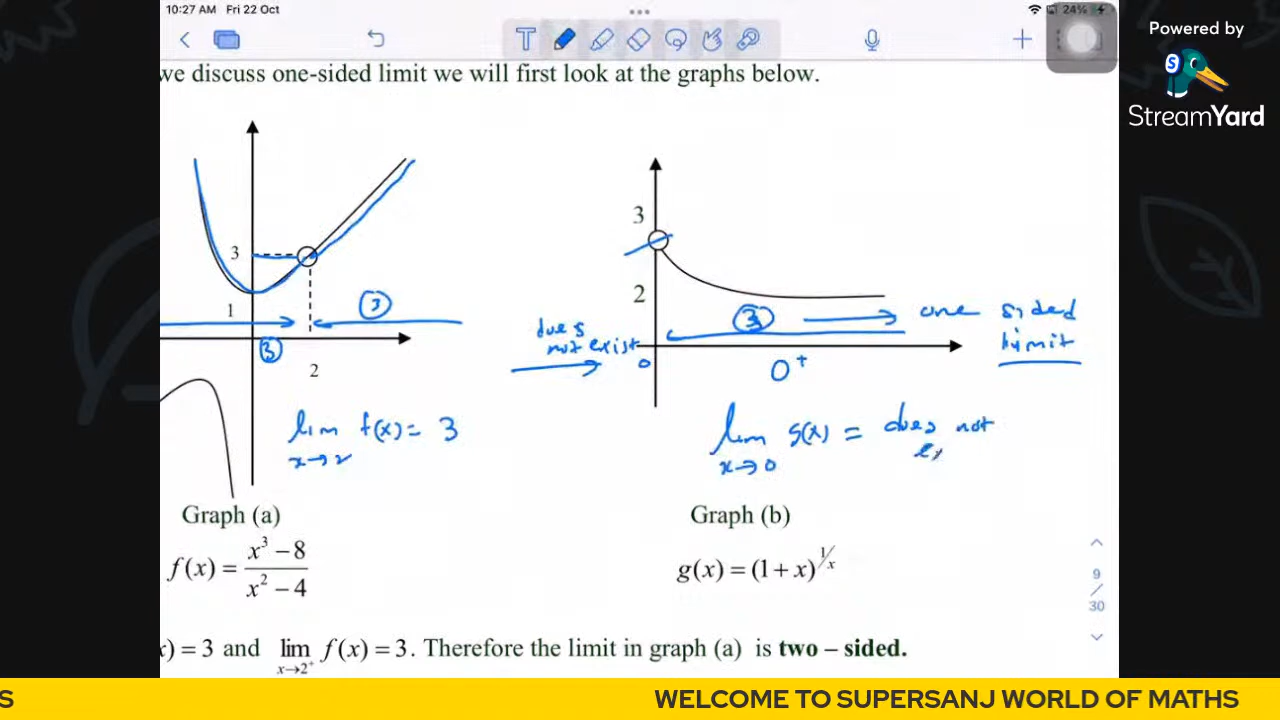 10:27 AM Fri 22 Oct
24%
Powered by
StreamYard
we discuss one-sided limit we will first look at the graphs below.
3
1
2
3
3
lim f(x) = 3
x→2
3
2
does
not exist
0
3
one sided
limit
0⁺
lim g(x) = does not
x→0
Graph (a)
Graph (b)
f(x) = (x³ − 8)/(x² − 4)
g(x) = (1 + x)^(1/x)
9
/
30
x) = 3 and lim f(x) = 3. Therefore the limit in graph (a) is two – sided.
x→2⁺
S
WELCOME TO SUPERSANJ WORLD OF MATHS